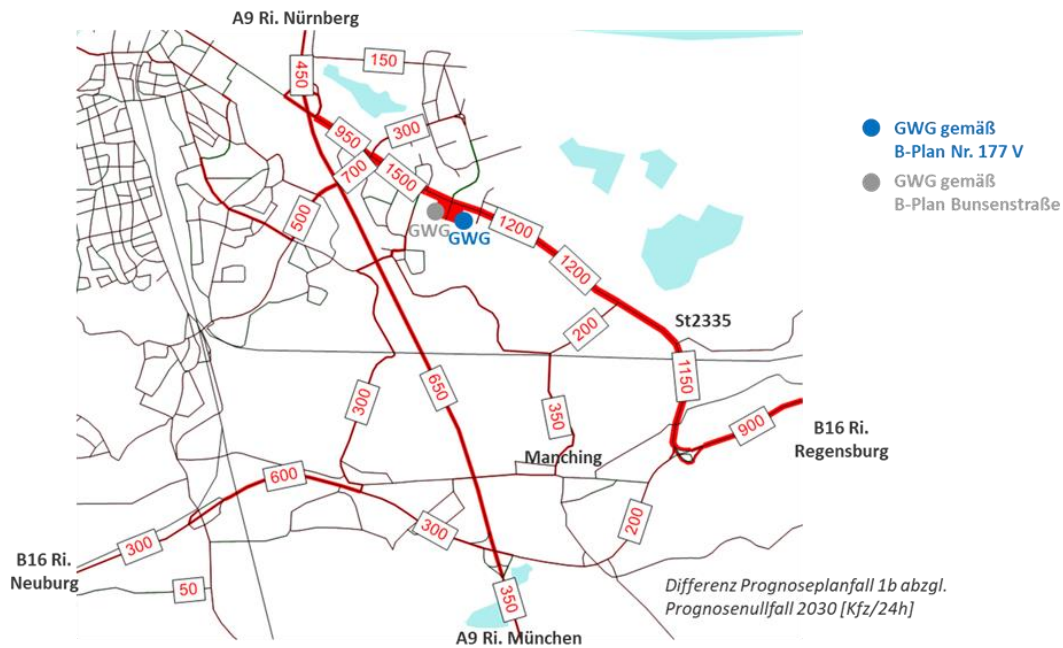 A9 Ri. Nürnberg
150
450
GWG gemäß
B-Plan Nr. 177 V
950
300
700
1500
GWG gemäß
B-Plan Bunsenstraße
500
GWG
GWG
1200
1200
St2335
200
650
1150
300
350
900
B16 Ri.
Regensburg
Manching
600
300
200
300
B16 Ri.
Neuburg
50
350
Differenz Prognoseplanfall 1b abzgl.
Prognosenullfall 2030 [Kfz/24h]
A9 Ri. München